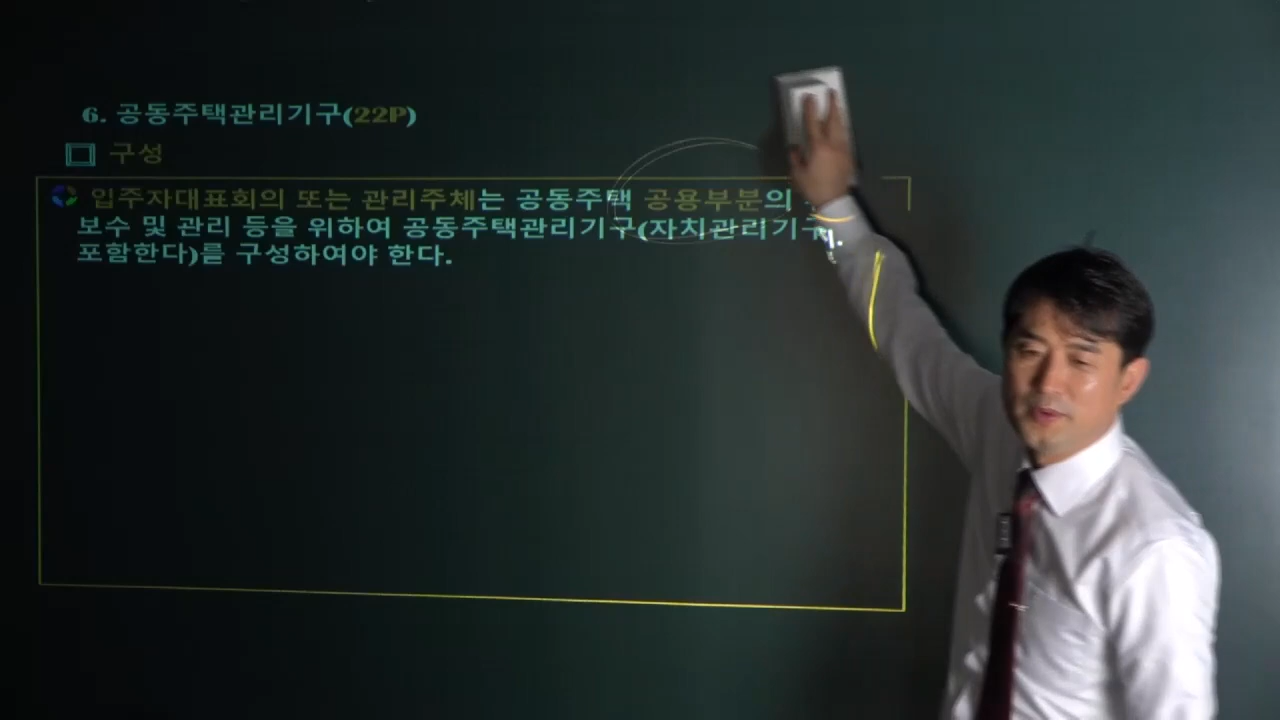 6. 공동주택관리기구(22P)
구성
입주자대표회의 또는 관리주체는 공동주택 공용부분의
보수 및 관리 등을 위하여 공동주택관리기구(자치관리기구
포함한다)를 구성하여야 한다.